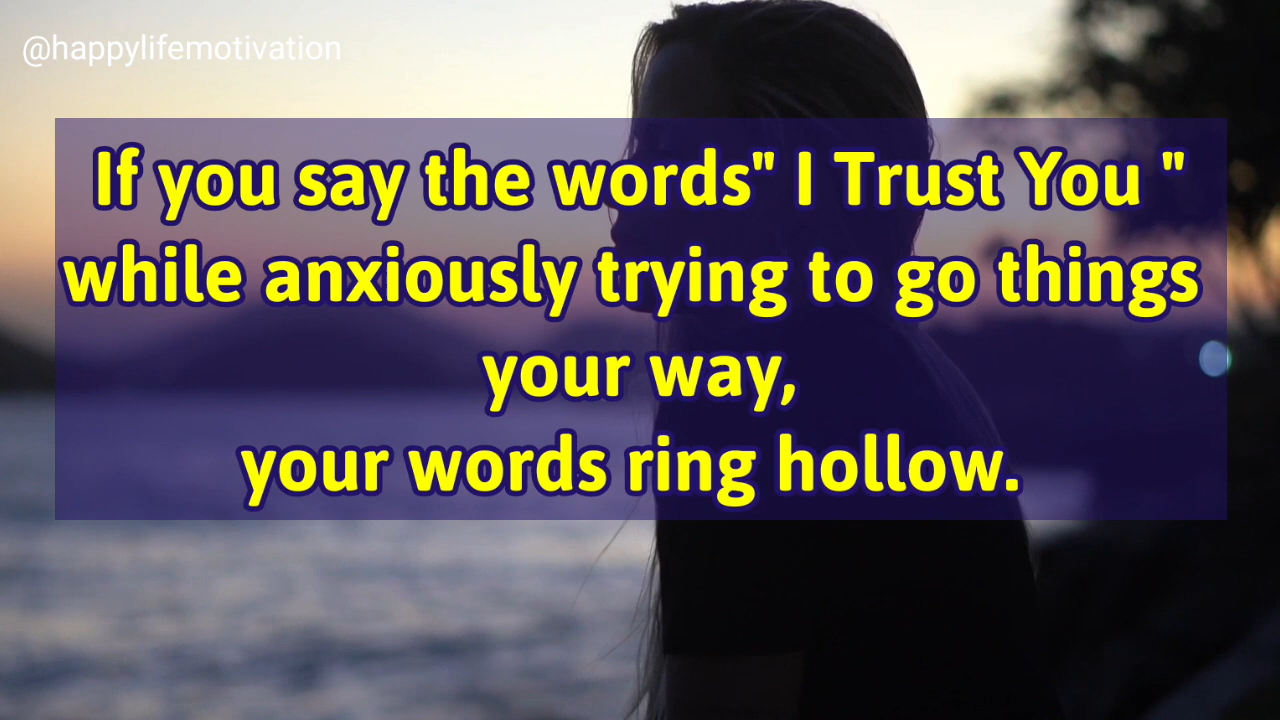 @happylifemotivation
If you say the words" I Trust You "
while anxiously trying to go things
your way,
your words ring hollow.